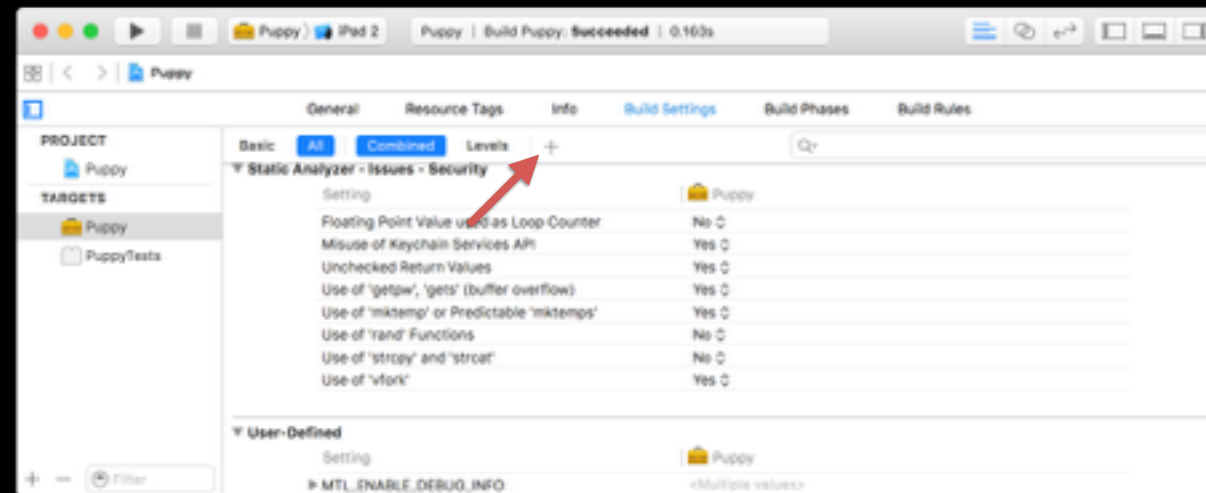 Puppy iPad 2 Puppy | Build Puppy: Succeeded | 0.163s
Puppy
General Resource Tags Info Build Settings Build Phases Build Rules
PROJECT
Puppy
TARGETS
Puppy
PuppyTests
Filter
Basic All Combined Levels
Static Analyzer - Issues - Security
Setting Puppy
Floating Point Value used as Loop Counter No
Misuse of Keychain Services API Yes
Unchecked Return Values Yes
Use of 'getpw', 'gets' (buffer overflow) Yes
Use of 'mktemp' or Predictable 'mktemps' Yes
Use of 'rand' Functions No
Use of 'strcpy' and 'strcat' No
Use of 'vfork' Yes
User-Defined
Setting Puppy
MTL_ENABLE_DEBUG_INFO <Multiple values>